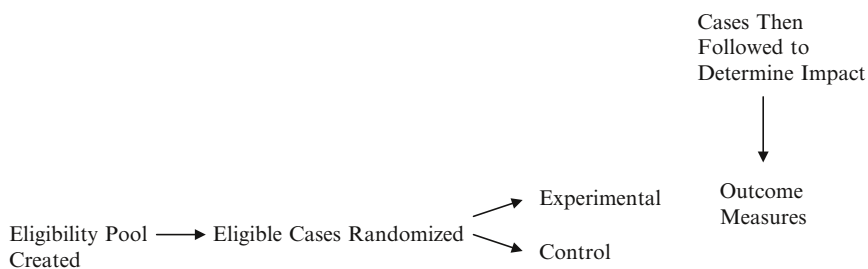 Cases Then
Followed to
Determine Impact
Experimental
Outcome
Measures
Eligibility Pool
Created
Eligible Cases Randomized
Control